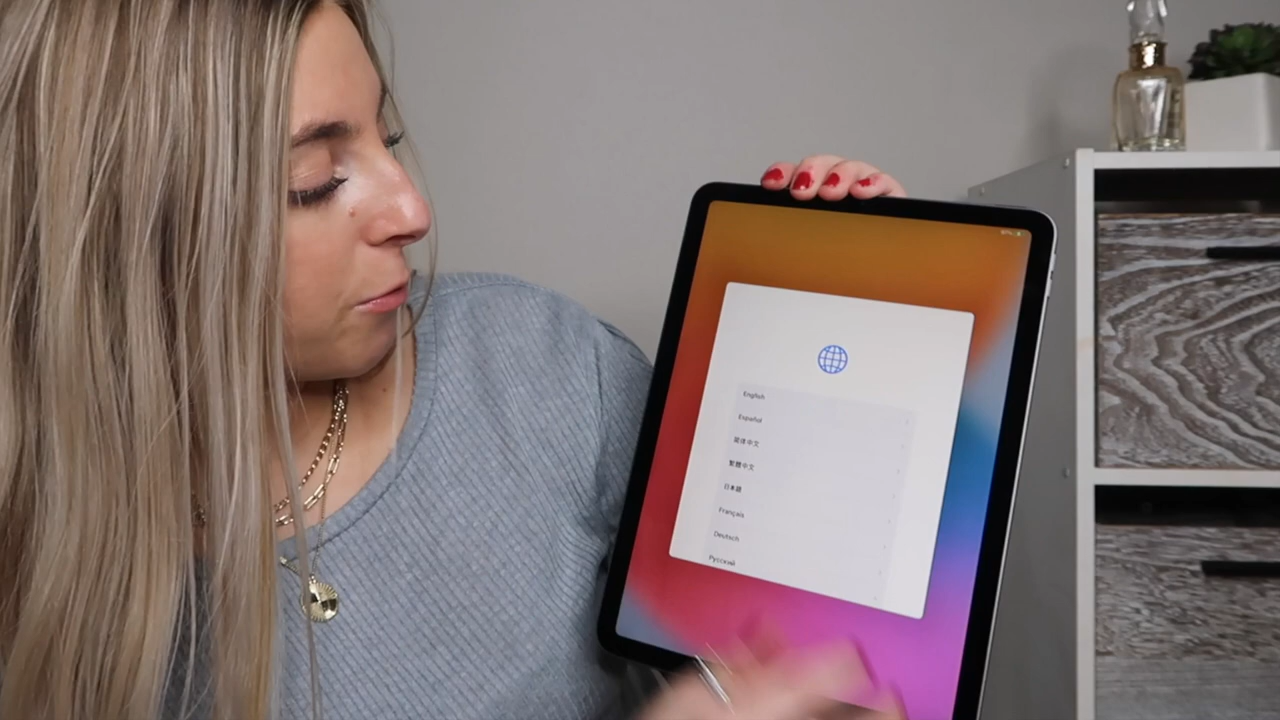 English
Español
简体中文
繁體中文
日本語
Français
Deutsch
Русский